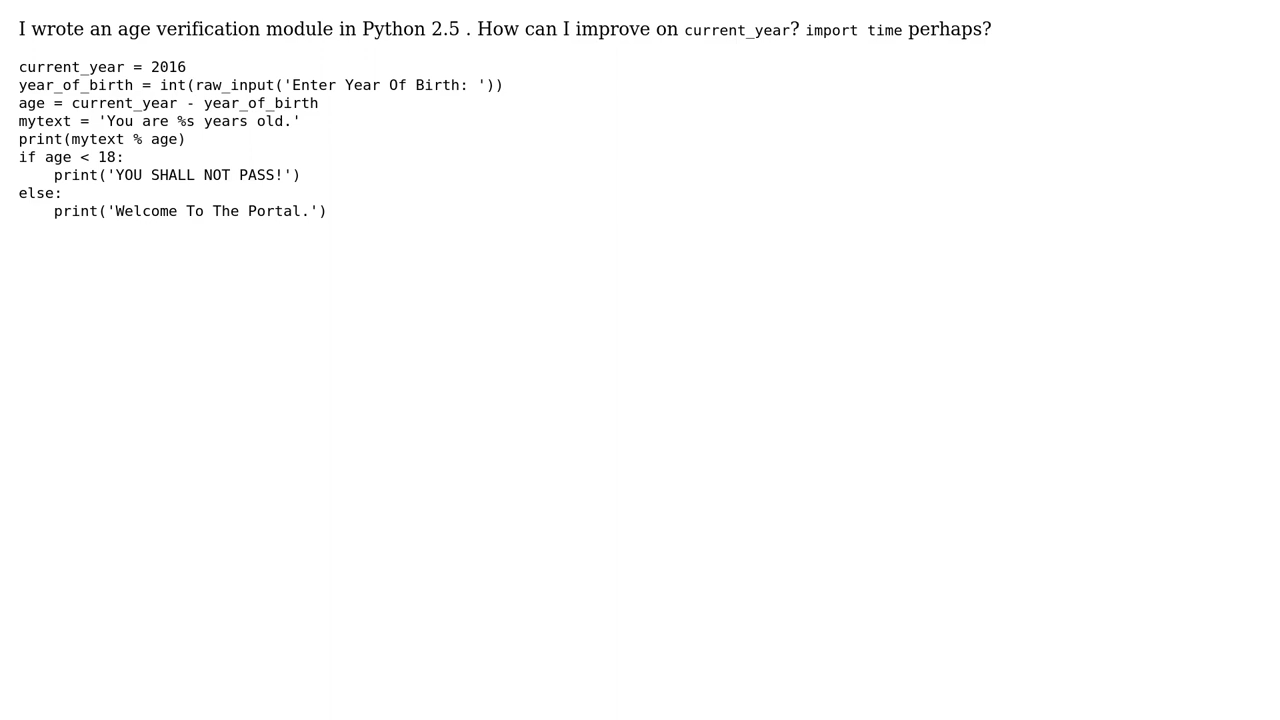 I wrote an age verification module in Python 2.5 . How can I improve on current_year? import time perhaps?
current_year = 2016
year_of_birth = int(raw_input('Enter Year Of Birth: '))
age = current_year - year_of_birth
mytext = 'You are %s years old.'
print(mytext % age)
if age < 18:
    print('YOU SHALL NOT PASS!')
else:
    print('Welcome To The Portal.')